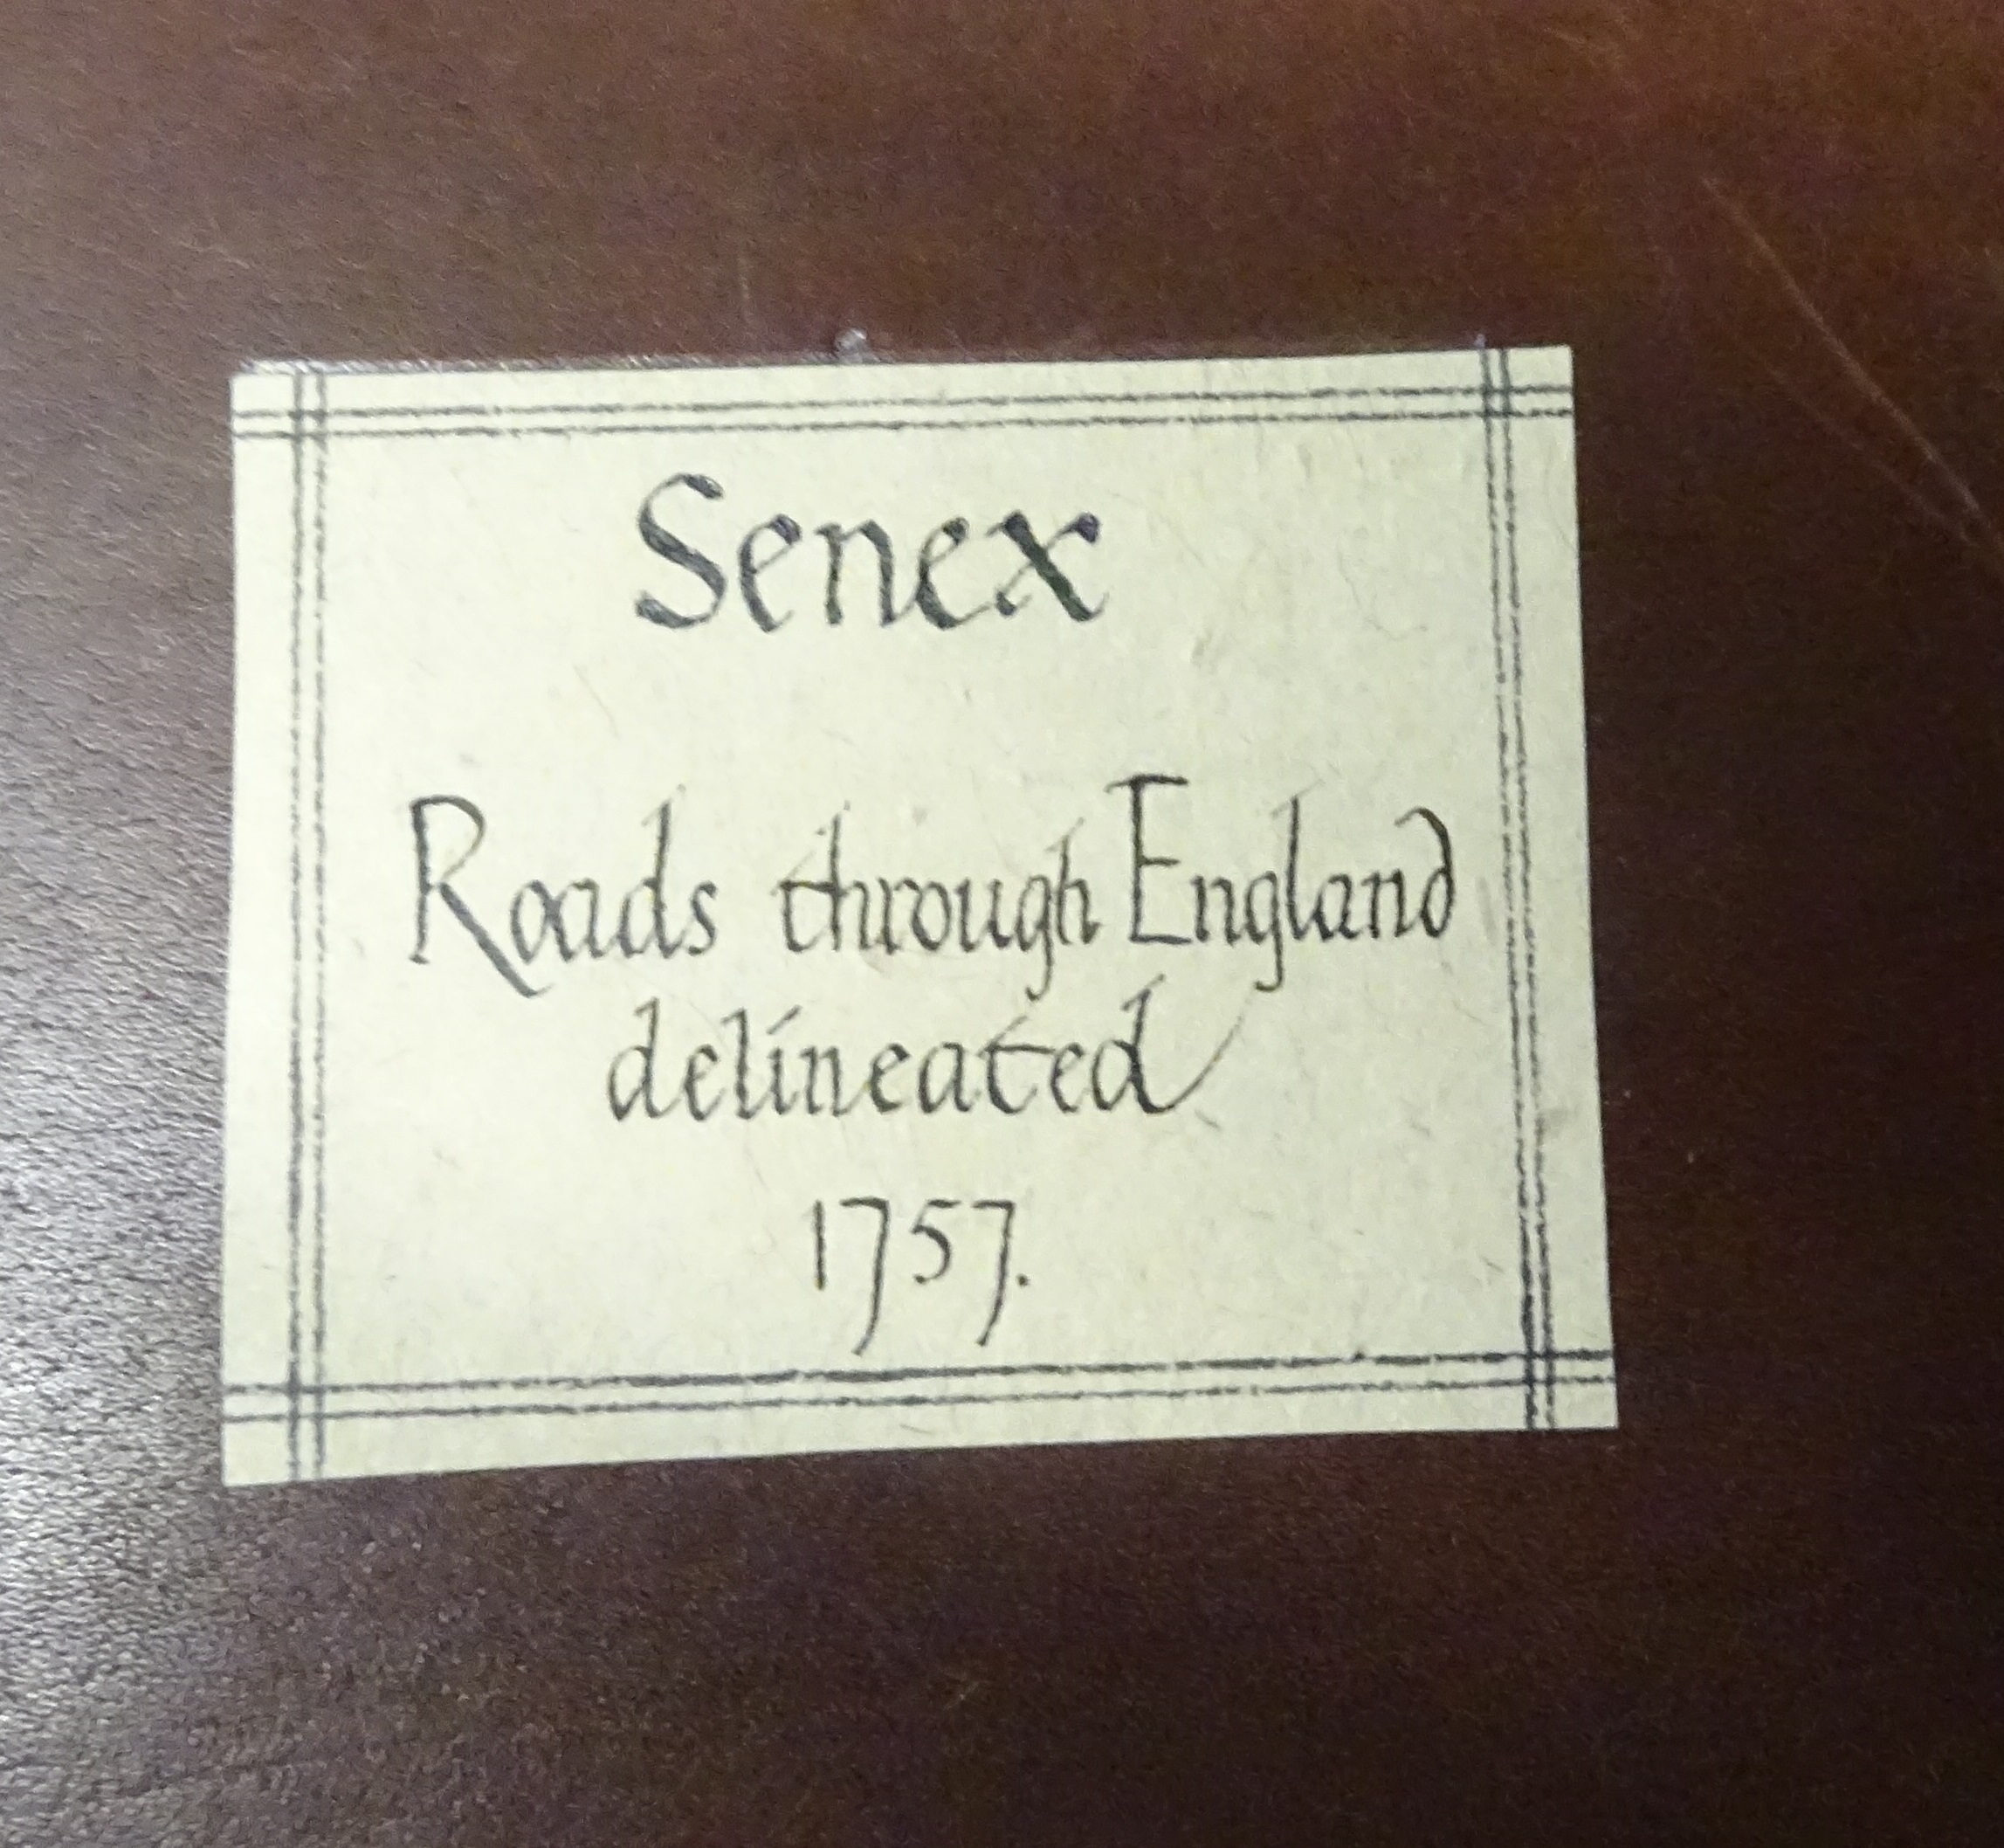 Senex
Roads through England
delineated
1757.